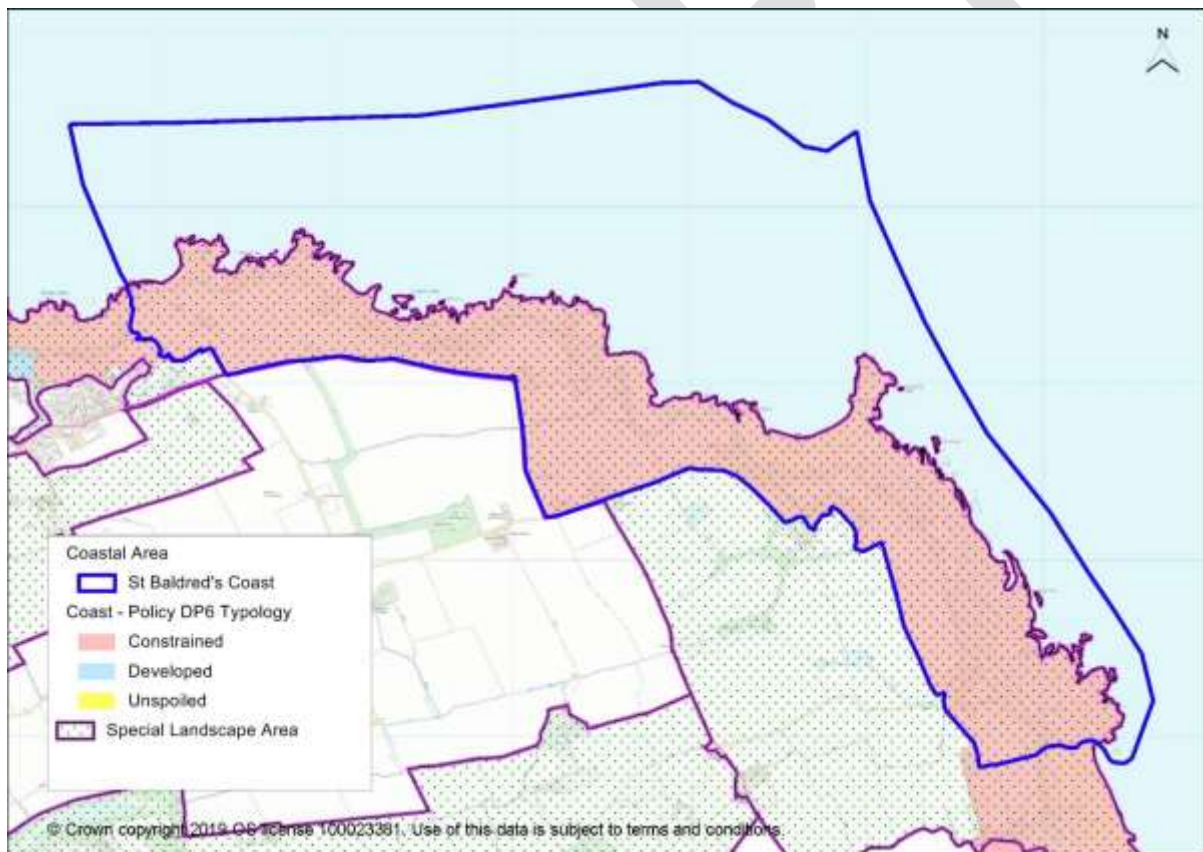 N
Coastal Area
St Baldred's Coast
Coast - Policy DP6 Typology
Constrained
Developed
Unspoiled
Special Landscape Area
© Crown copyright 2019 OS license 100023381. Use of this data is subject to terms and conditions.